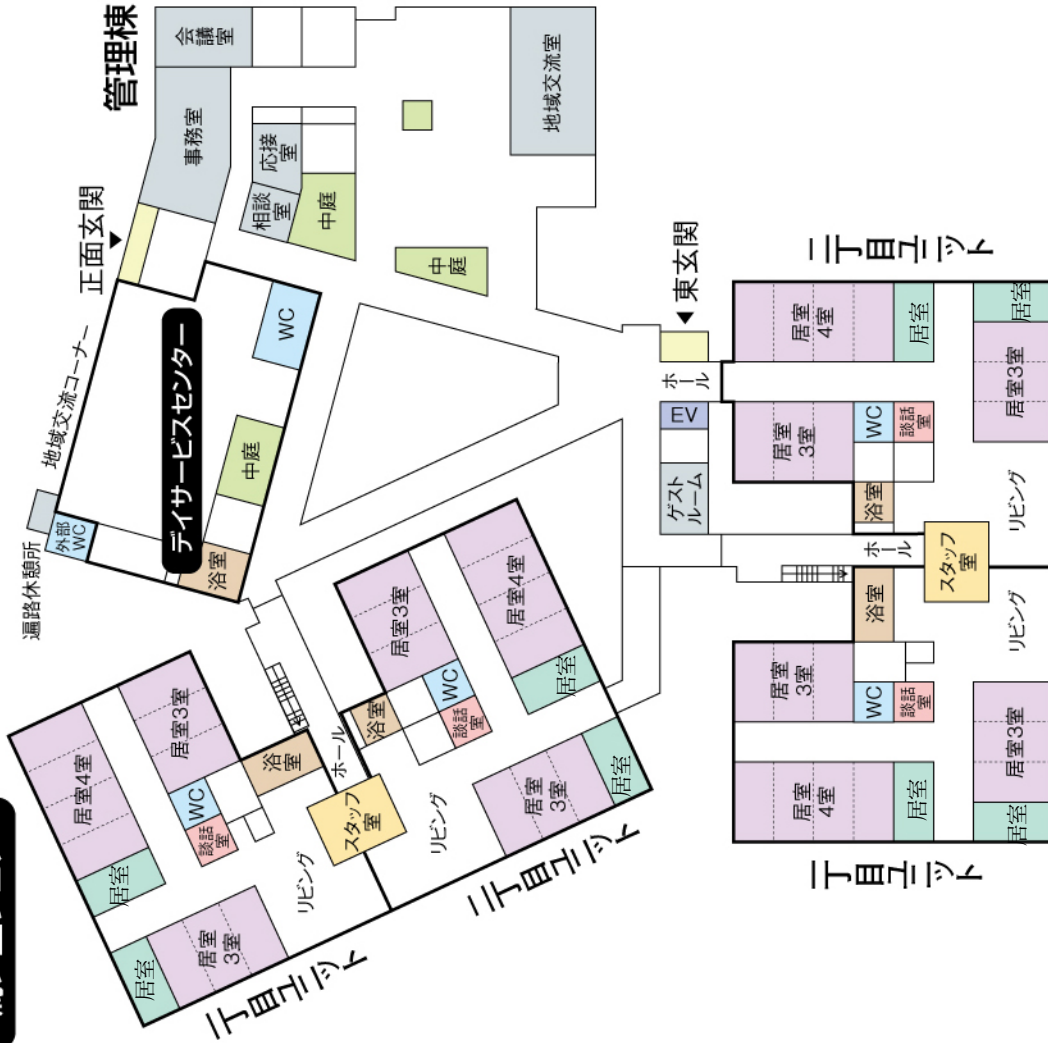 管理棟
会議室
事務室
正面玄関
応接室
相談室
中庭
中庭
地域交流室
地域交流コーナー
デイサービスセンター
WC
中庭
浴室
外部WC
遍路休憩所
東玄関
ホール
EV
ゲストルーム
居室4室
居室
居室3室
WC
談話室
浴室
リビング
スタッフ室
ホール
居室3室
居室
一丁目ユニット
居室3室
居室4室
居室
WC
談話室
浴室
ホール
リビング
居室3室
居室
二丁目ユニット
二丁目ユニット
居室4室
居室
居室3室
WC
談話室
浴室
リビング
居室3室
居室
スタッフ室
一丁目ユニット
居室3室
居室4室
居室
WC
談話室
浴室
リビング
居室3室
居室